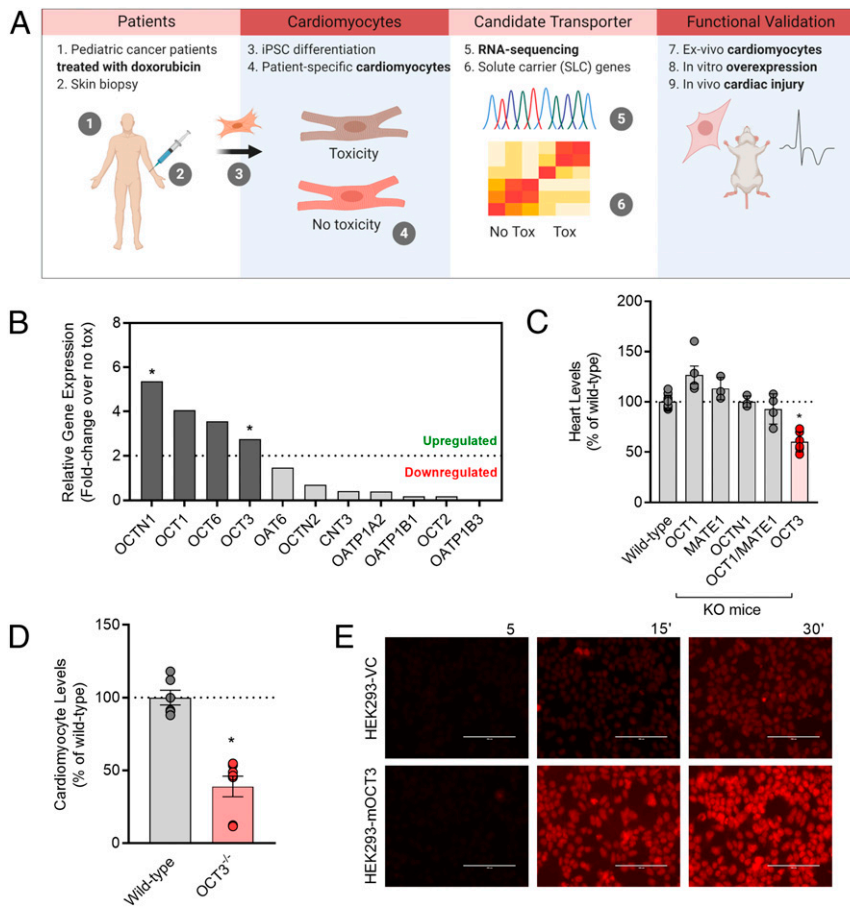 A
Patients
Cardiomyocytes
Candidate Transporter
Functional Validation
1. Pediatric cancer patients
treated with doxorubicin
2. Skin biopsy
3. iPSC differentiation
4. Patient-specific cardiomyocytes
5. RNA-sequencing
6. Solute carrier (SLC) genes
7. Ex-vivo cardiomyocytes
8. In vitro overexpression
9. In vivo cardiac injury
1
2
3
Toxicity
No toxicity
4
5
6
No Tox Tox
B
Relative Gene Expression
(Fold-change over no tox)
8
6
4
2
0
*
*
Upregulated
Downregulated
OCTN1
OCT1
OCT6
OCT3
OAT6
OCTN2
CNT3
OATP1A2
OATP1B1
OCT2
OATP1B3
C
Heart Levels
(% of wild-type)
200
150
100
50
0
*
Wild-type
OCT1
MATE1
OCTN1
OCT1/MATE1
OCT3
KO mice
D
Cardiomyocyte Levels
(% of wild-type)
150
100
50
0
*
Wild-type
OCT3-/-
E
5
15'
30'
HEK293-VC
HEK293-mOCT3